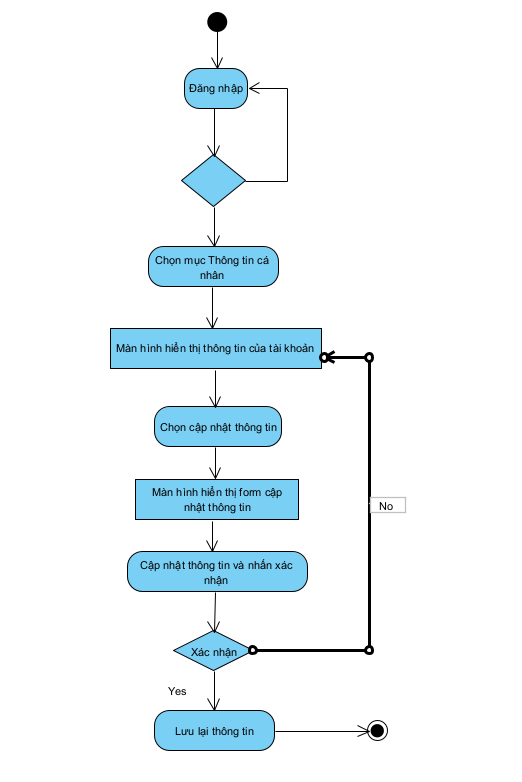 Đăng nhập
Chọn mục Thông tin cá
nhân
Màn hình hiển thị thông tin của tài khoản
Chọn cập nhật thông tin
Màn hình hiển thị form cập
nhật thông tin
No
Cập nhật thông tin và nhấn xác
nhận
Xác nhận
Yes
Lưu lại thông tin